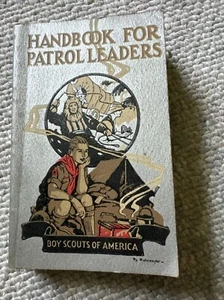 HANDBOOK FOR
PATROL LEADERS
BOY SCOUTS OF AMERICA